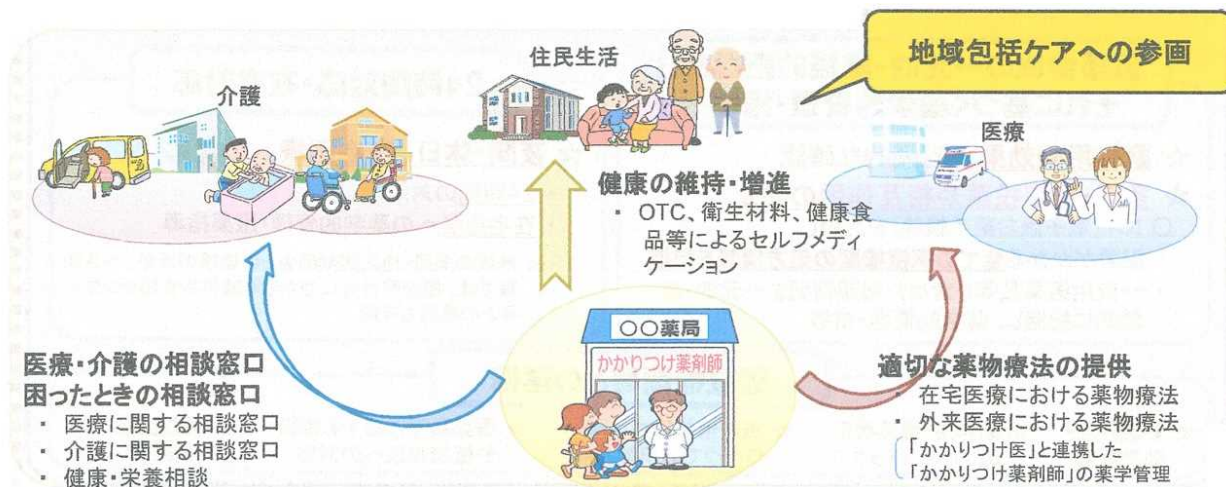 地域包括ケアへの参画
住民生活
介護
医療
健康の維持・増進
・ OTC、衛生材料、健康食
品等によるセルフメディ
ケーション
○○薬局
かかりつけ薬剤師
医療・介護の相談窓口
困ったときの相談窓口
・ 医療に関する相談窓口
・ 介護に関する相談窓口
・ 健康・栄養相談
適切な薬物療法の提供
・ 在宅医療における薬物療法
・ 外来医療における薬物療法
「かかりつけ医」と連携した
「かかりつけ薬剤師」の薬学管理